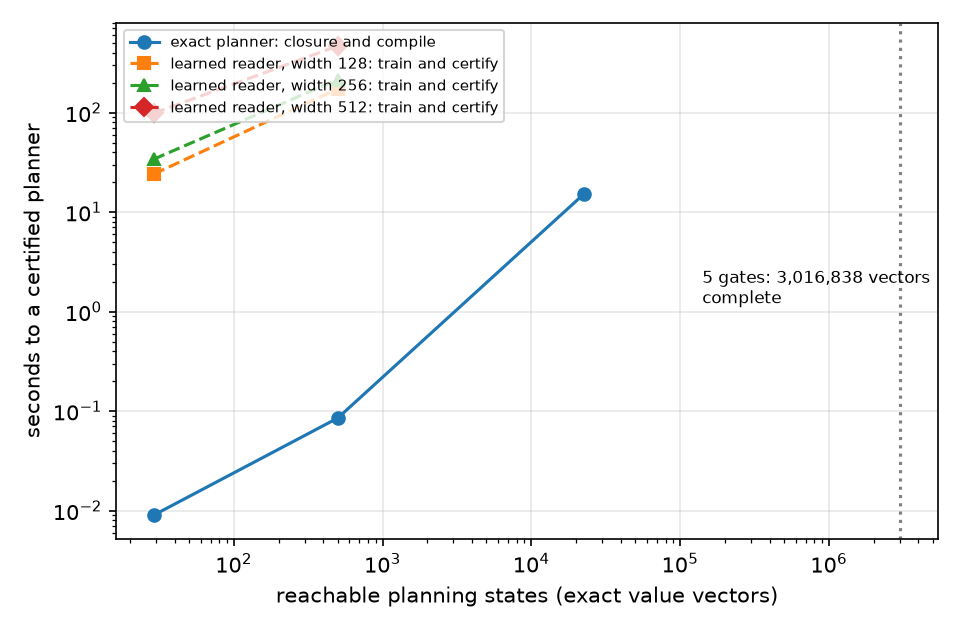 exact planner: closure and compile
learned reader, width 128: train and certify
learned reader, width 256: train and certify
learned reader, width 512: train and certify
10^2
10^1
10^0
10^-1
10^-2
seconds to a certified planner
5 gates: 3,016,838 vectors
complete
10^2 10^3 10^4 10^5 10^6
reachable planning states (exact value vectors)